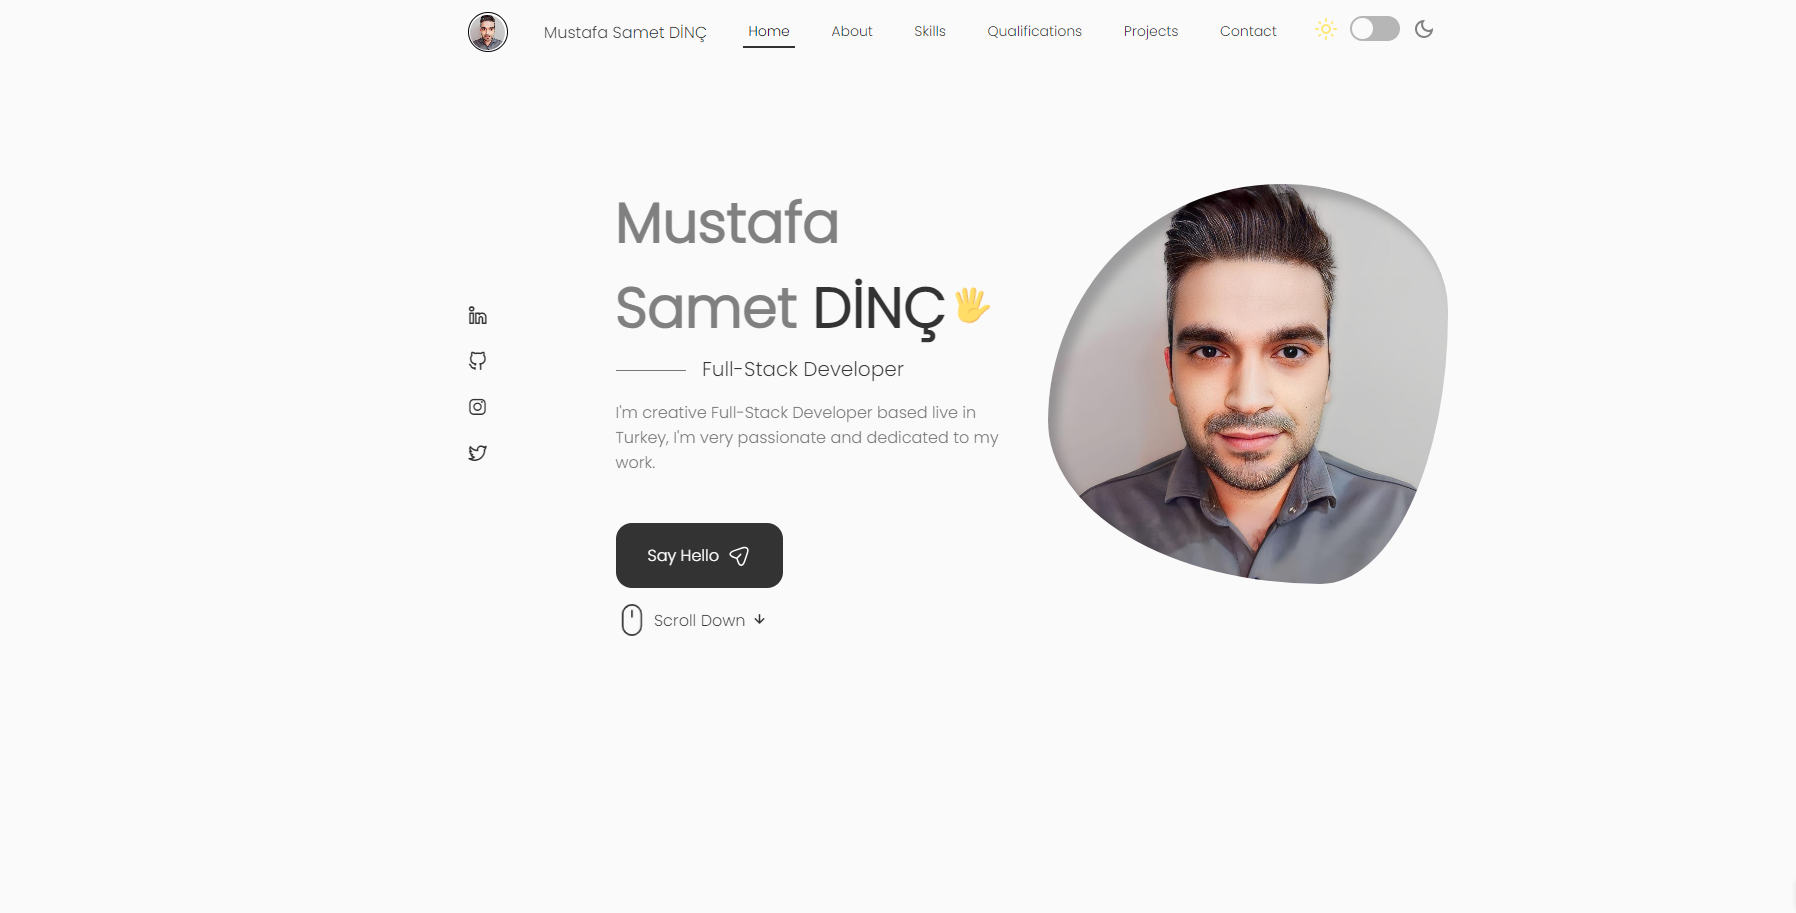 Mustafa Samet DİNÇ
Home
About
Skills
Qualifications
Projects
Contact
Mustafa
Samet DİNÇ
Full-Stack Developer
I'm creative Full-Stack Developer based live in
Turkey, I'm very passionate and dedicated to my
work.
Say Hello
Scroll Down